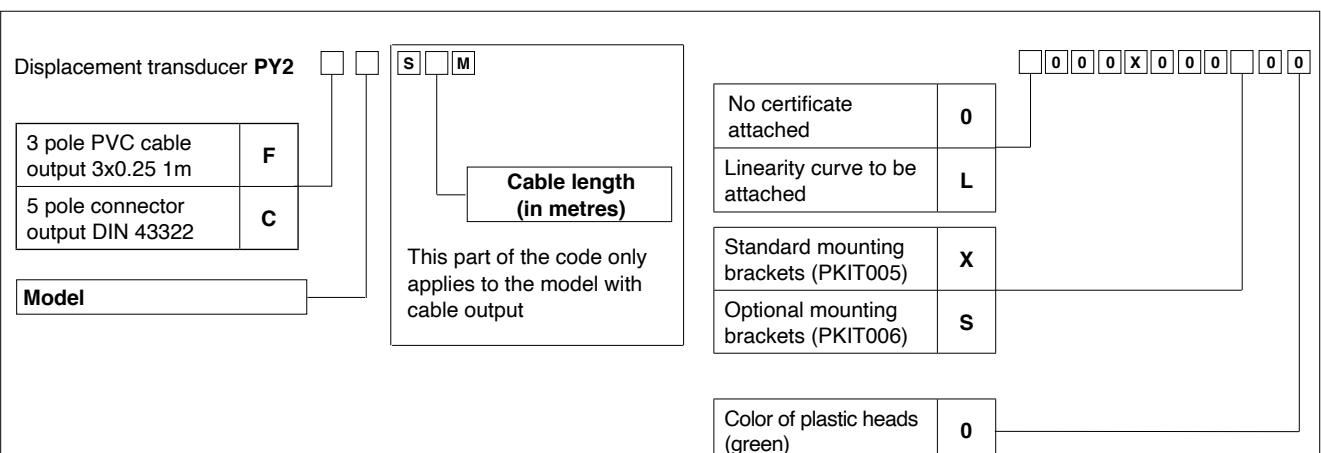 Displacement transducer PY2
S M
0 0 0 X 0 0 0 0 0
3 pole PVC cable
output 3x0.25 1m
F
5 pole connector
output DIN 43322
C
Model
Cable length
(in metres)
This part of the code only
applies to the model with
cable output
No certificate
attached
0
Linearity curve to be
attached
L
Standard mounting
brackets (PKIT005)
X
Optional mounting
brackets (PKIT006)
S
Color of plastic heads
(green)
0